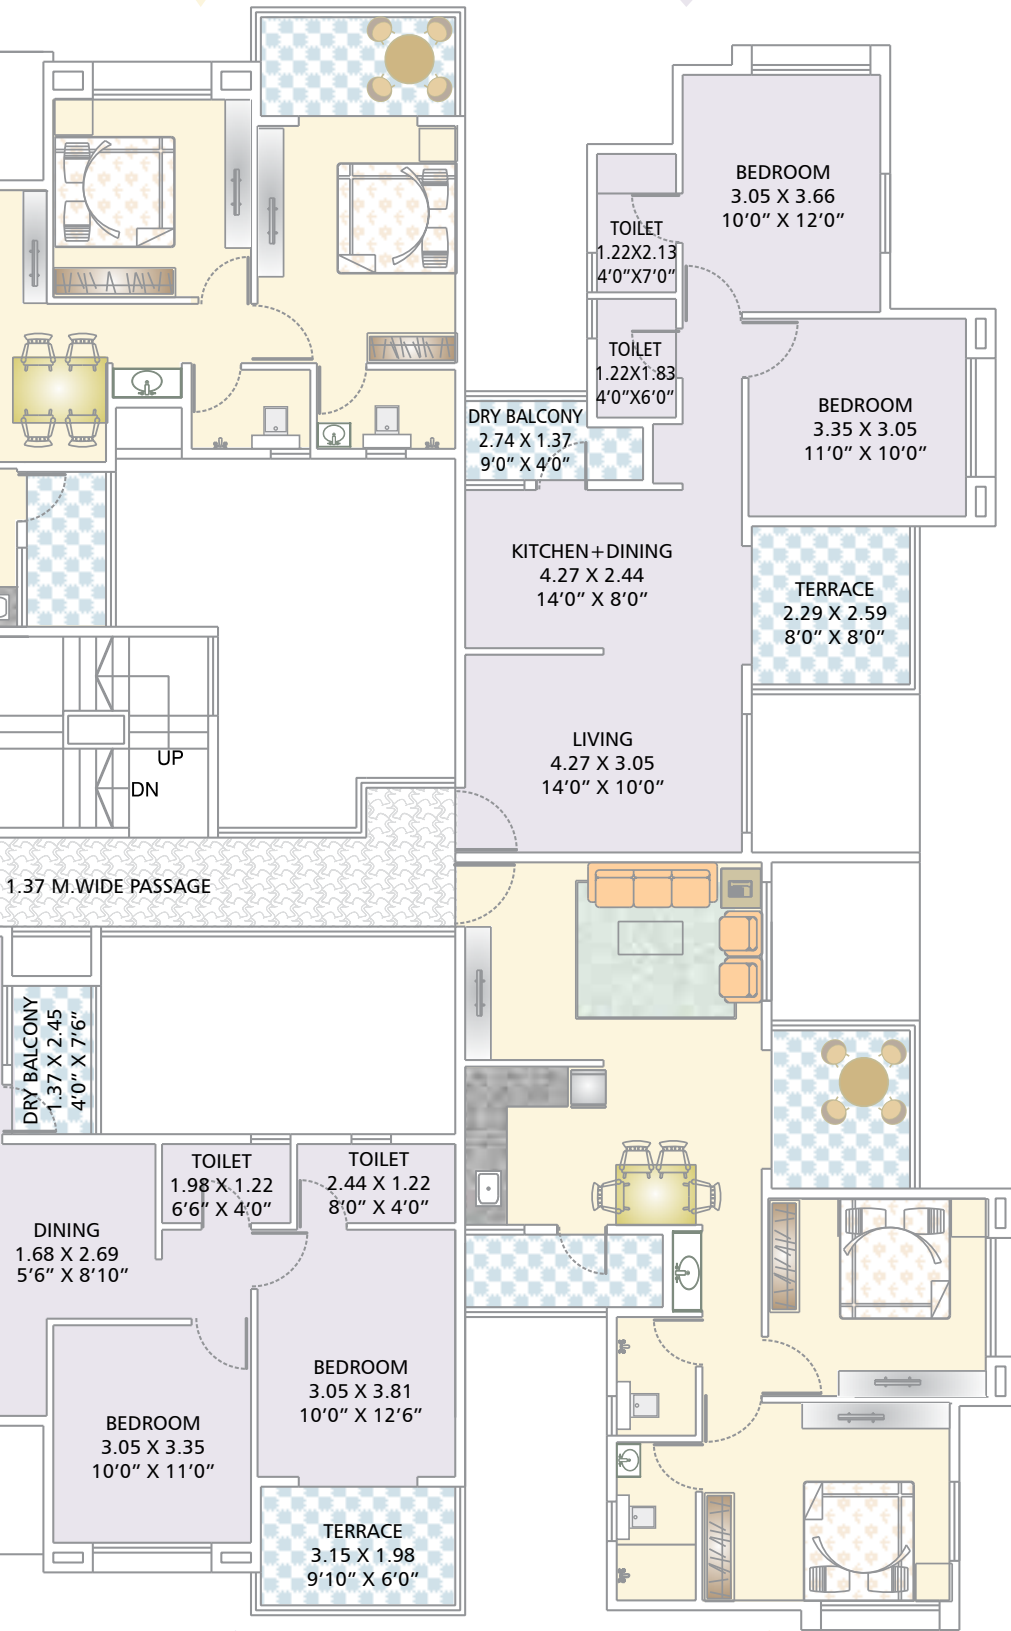 BEDROOM
3.05 X 3.66
10'0" X 12'0"
TOILET
1.22X2.13
4'0"X7'0"
TOILET
1.22X1.83
4'0"X6'0"
BEDROOM
3.35 X 3.05
11'0" X 10'0"
DRY BALCONY
2.74 X 1.37
9'0" X 4'0"
KITCHEN+DINING
4.27 X 2.44
14'0" X 8'0"
TERRACE
2.29 X 2.59
8'0" X 8'0"
LIVING
4.27 X 3.05
14'0" X 10'0"
UP
DN
1.37 M.WIDE PASSAGE
DRY BALCONY
1.37 X 2.45
4'0" X 7'6"
TOILET
1.98 X 1.22
6'6" X 4'0"
TOILET
2.44 X 1.22
8'0" X 4'0"
DINING
1.68 X 2.69
5'6" X 8'10"
BEDROOM
3.05 X 3.81
10'0" X 12'6"
BEDROOM
3.05 X 3.35
10'0" X 11'0"
TERRACE
3.15 X 1.98
9'10" X 6'0"